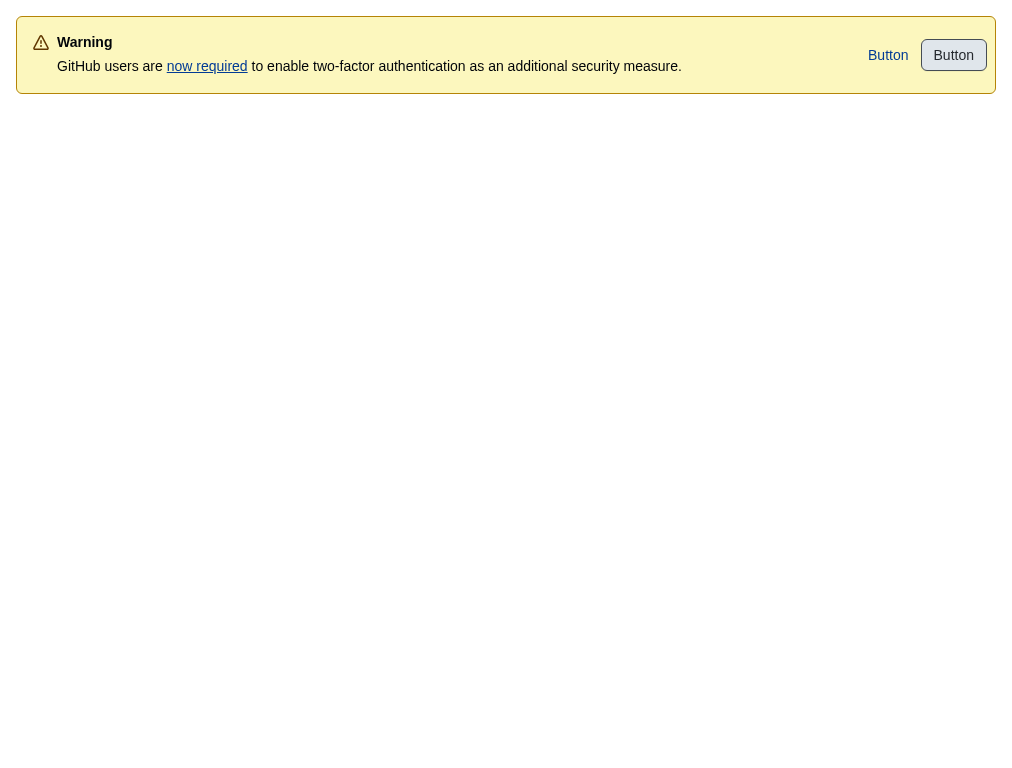 Warning
GitHub users are now required to enable two-factor authentication as an additional security measure.
Button
Button